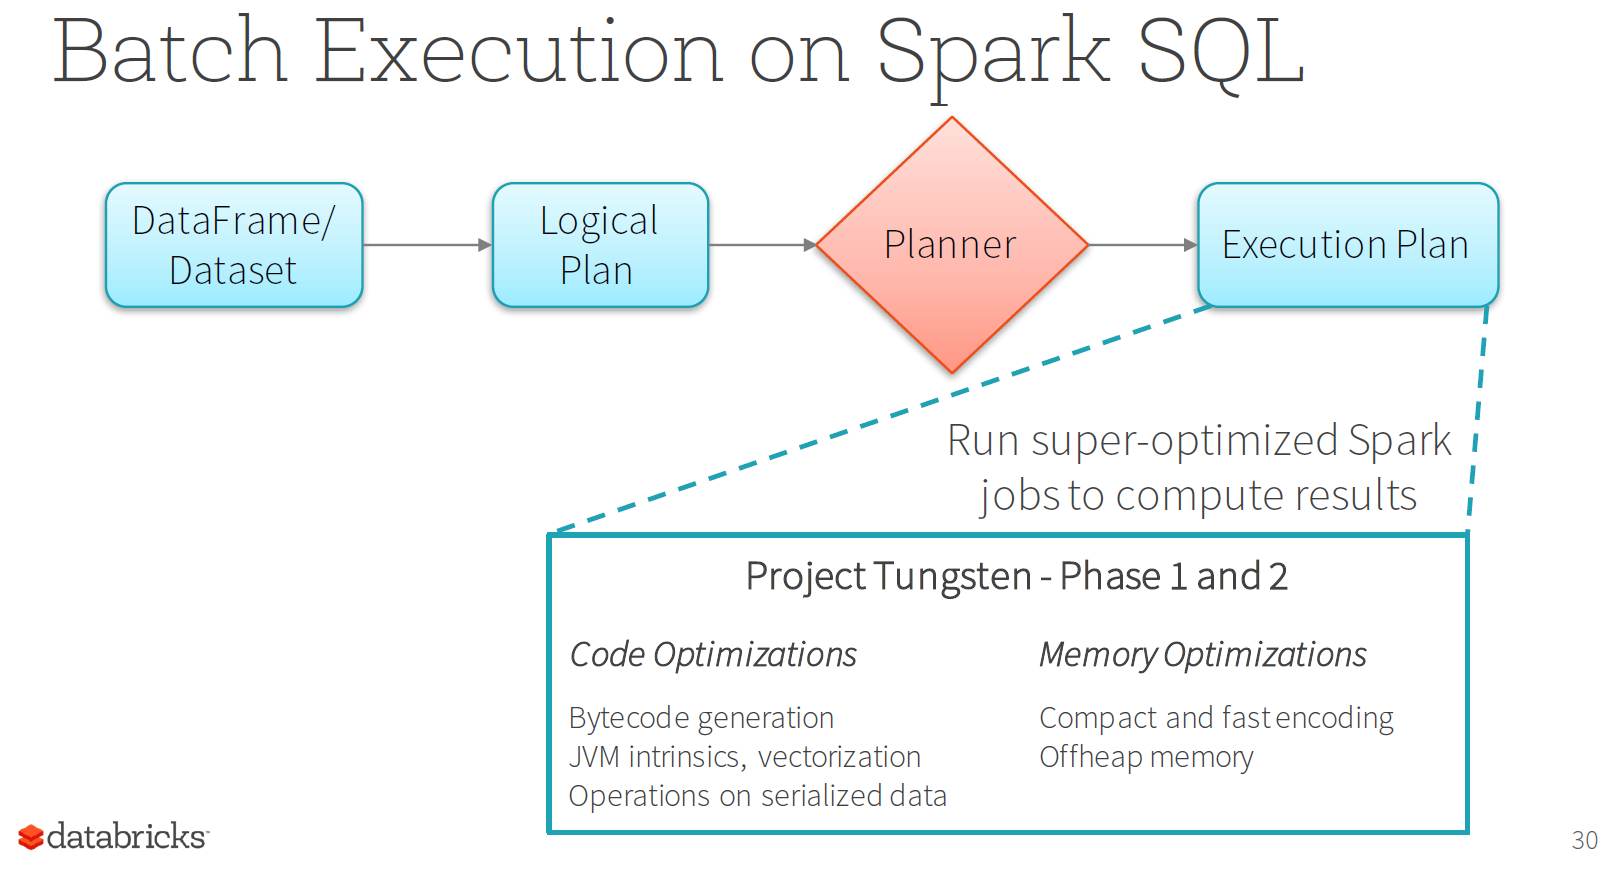 Batch Execution on Spark SQL
DataFrame/
Dataset
Logical
Plan
Planner
Execution Plan
Run super-optimized Spark
jobs to compute results
Project Tungsten - Phase 1 and 2
Code Optimizations
Bytecode generation
JVM intrinsics, vectorization
Operations on serialized data
Memory Optimizations
Compact and fast encoding
Offheap memory
databricks™
30